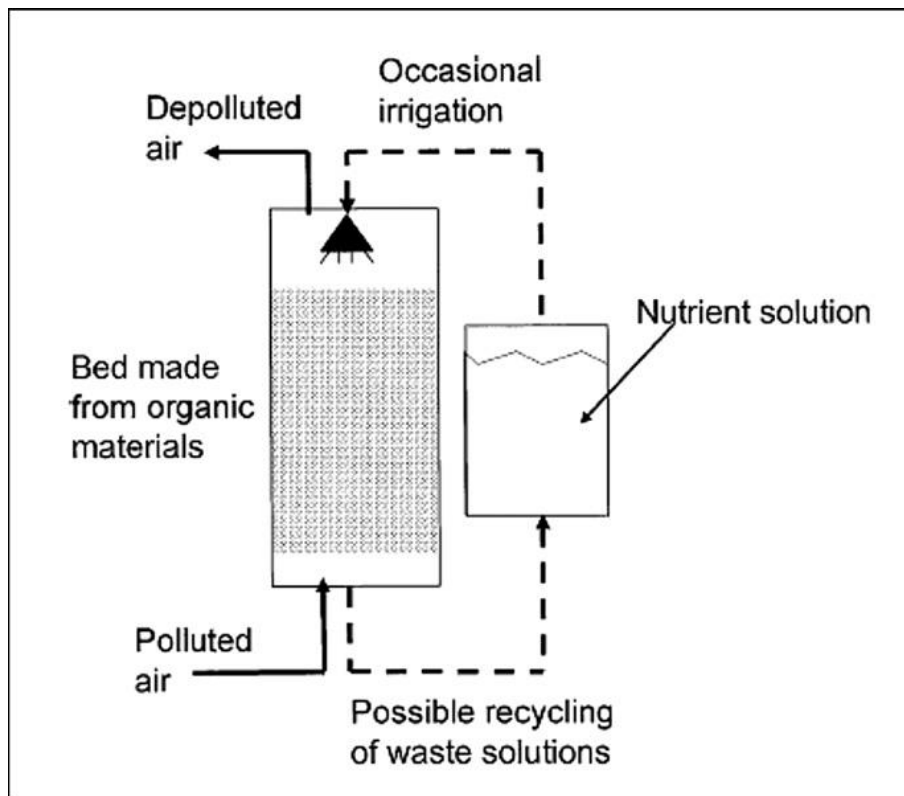 Occasional
irrigation
Depolluted
air
Nutrient solution
Bed made
from organic
materials
Polluted
air
Possible recycling
of waste solutions